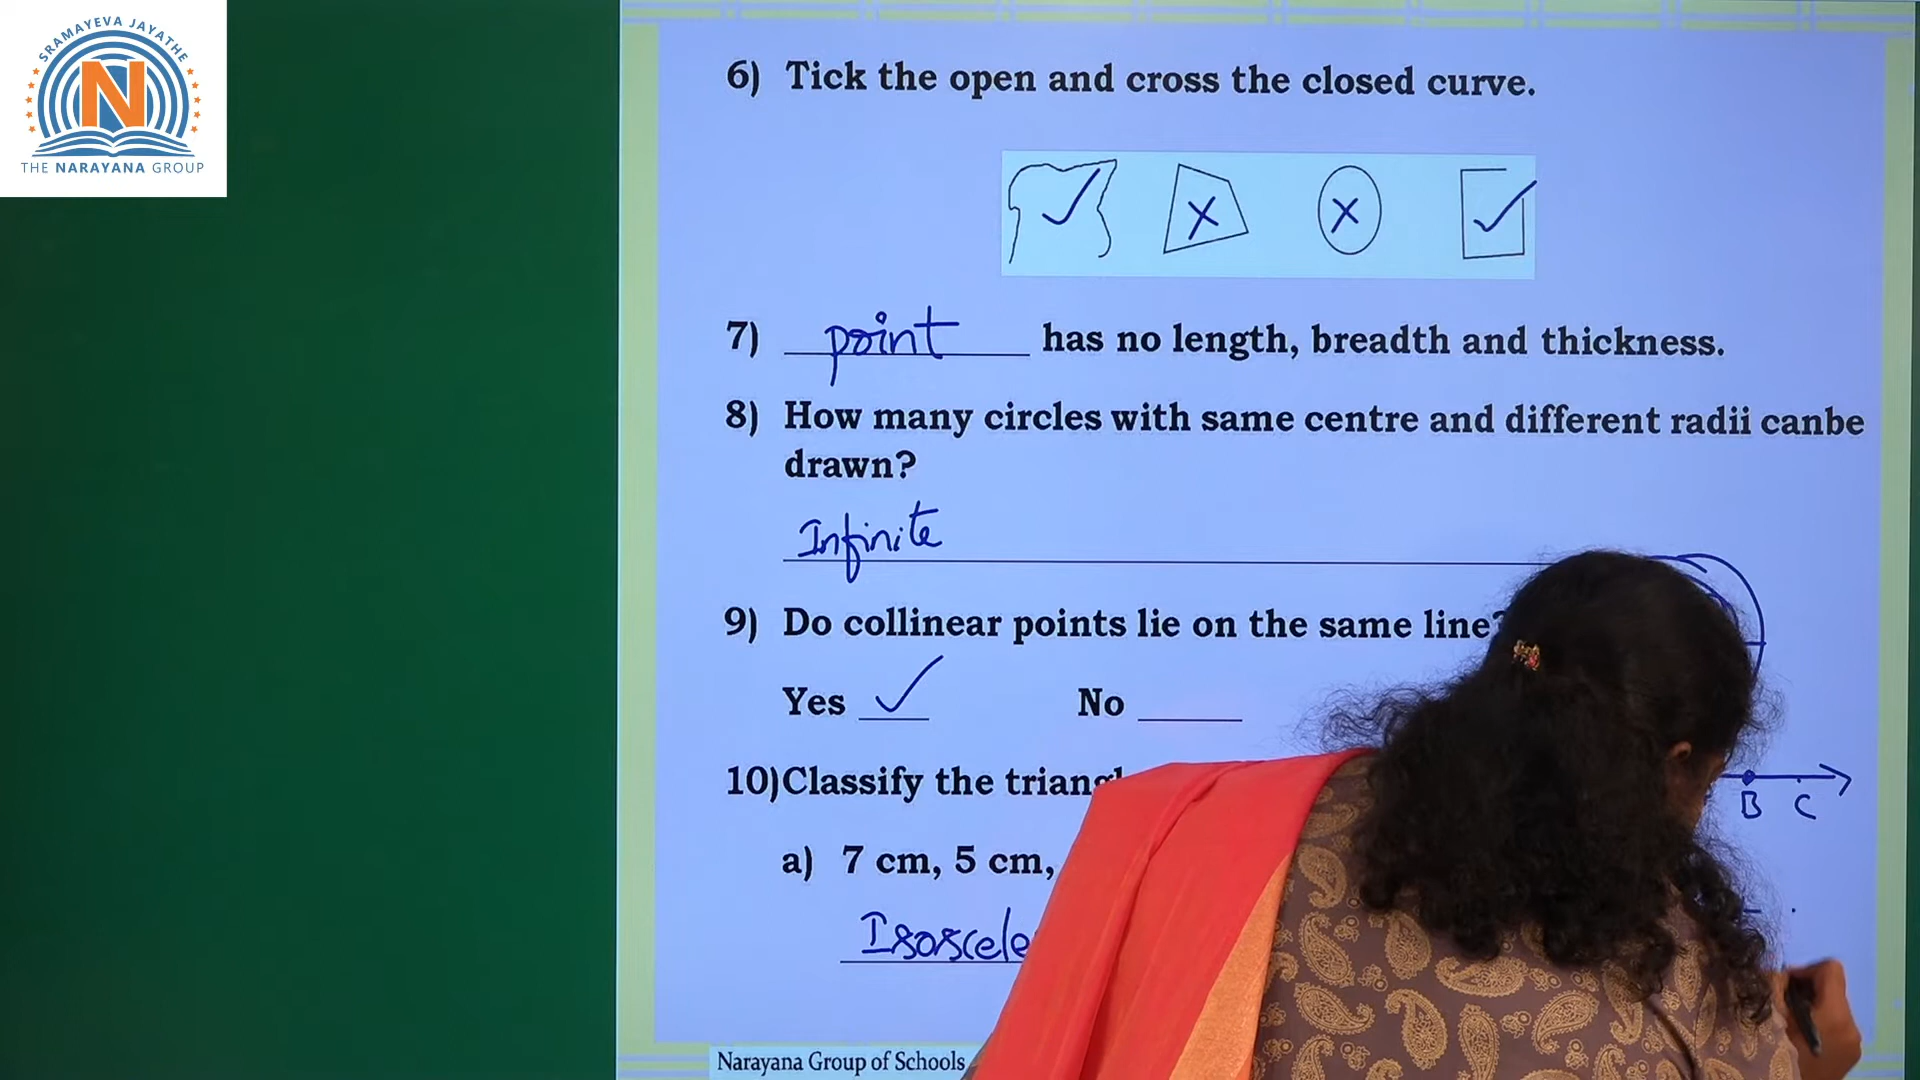 SRAMAYEVA JAYATHE
N
THE NARAYANA GROUP
6) Tick the open and cross the closed curve.
7) point has no length, breadth and thickness.
8) How many circles with same centre and different radii canbe
drawn?
Infinite
9) Do collinear points lie on the same line?
Yes ✓ No
10) Classify the
B C
a) 7 cm, 5 cm,
Narayana Group of Schools